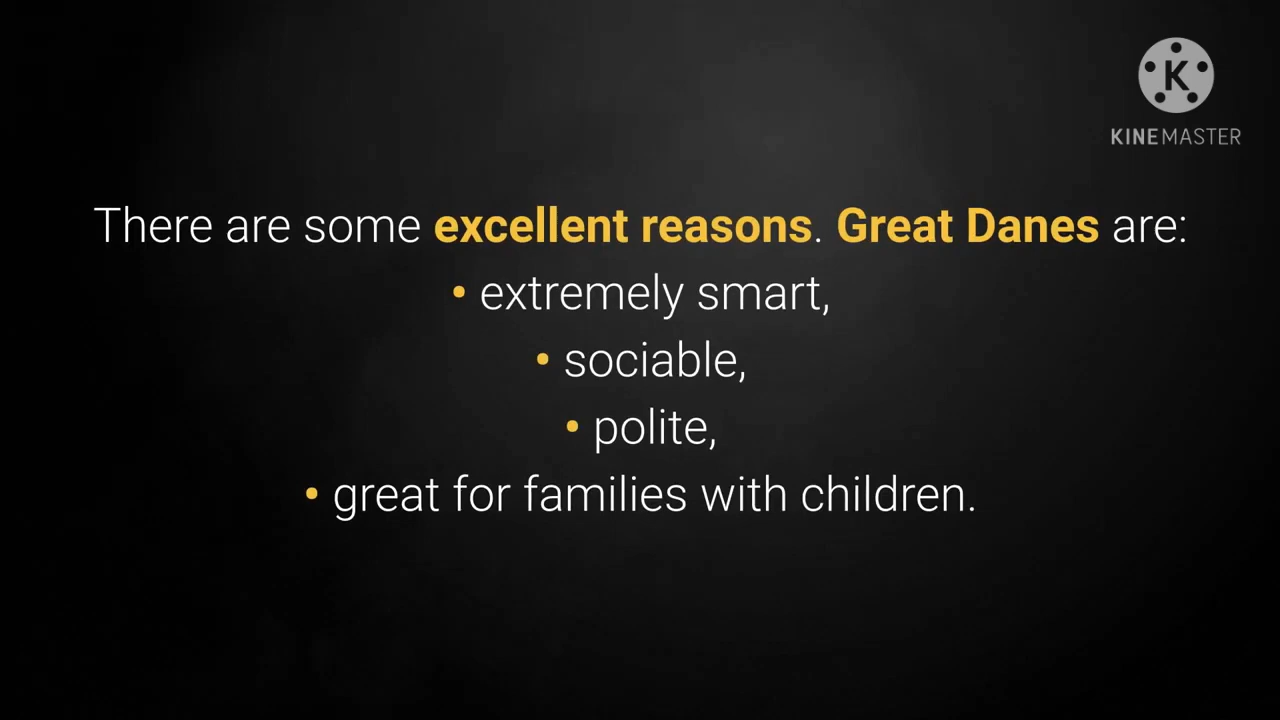 K
KINEMASTER
There are some excellent reasons. Great Danes are:
• extremely smart,
• sociable,
• polite,
• great for families with children.